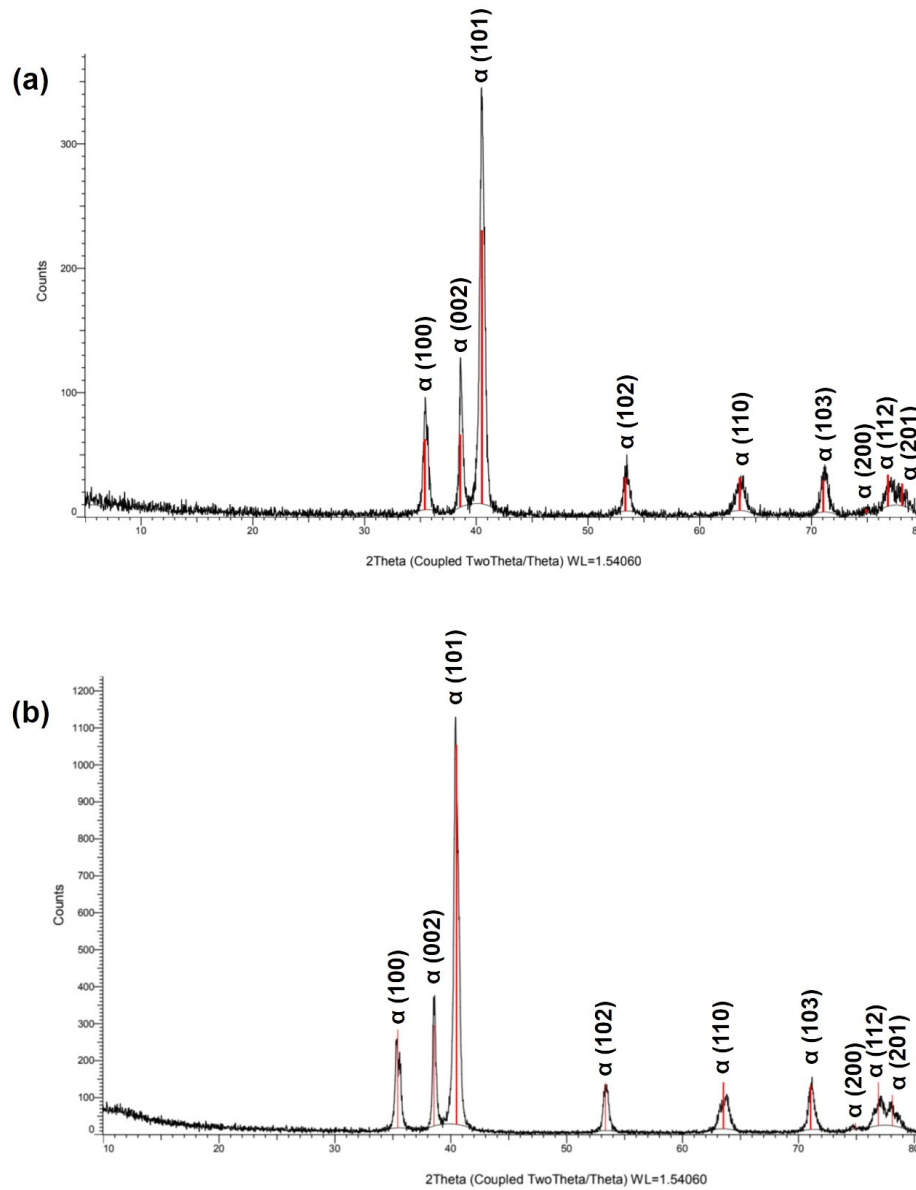 (a)
α (101)
α (002)
α (100)
α (102)
α (110)
α (103)
α (200)
α (112)
α (201)
Counts
300
200
100
0
10
20
30
40
50
60
70
80
2Theta (Coupled TwoTheta/Theta) WL=1.54060
(b)
α (101)
α (002)
α (100)
α (102)
α (110)
α (103)
α (200)
α (112)
α (201)
Counts
1200
1100
1000
900
800
700
600
500
400
300
200
100
0
10
20
30
40
50
60
70
80
2Theta (Coupled TwoTheta/Theta) WL=1.54060